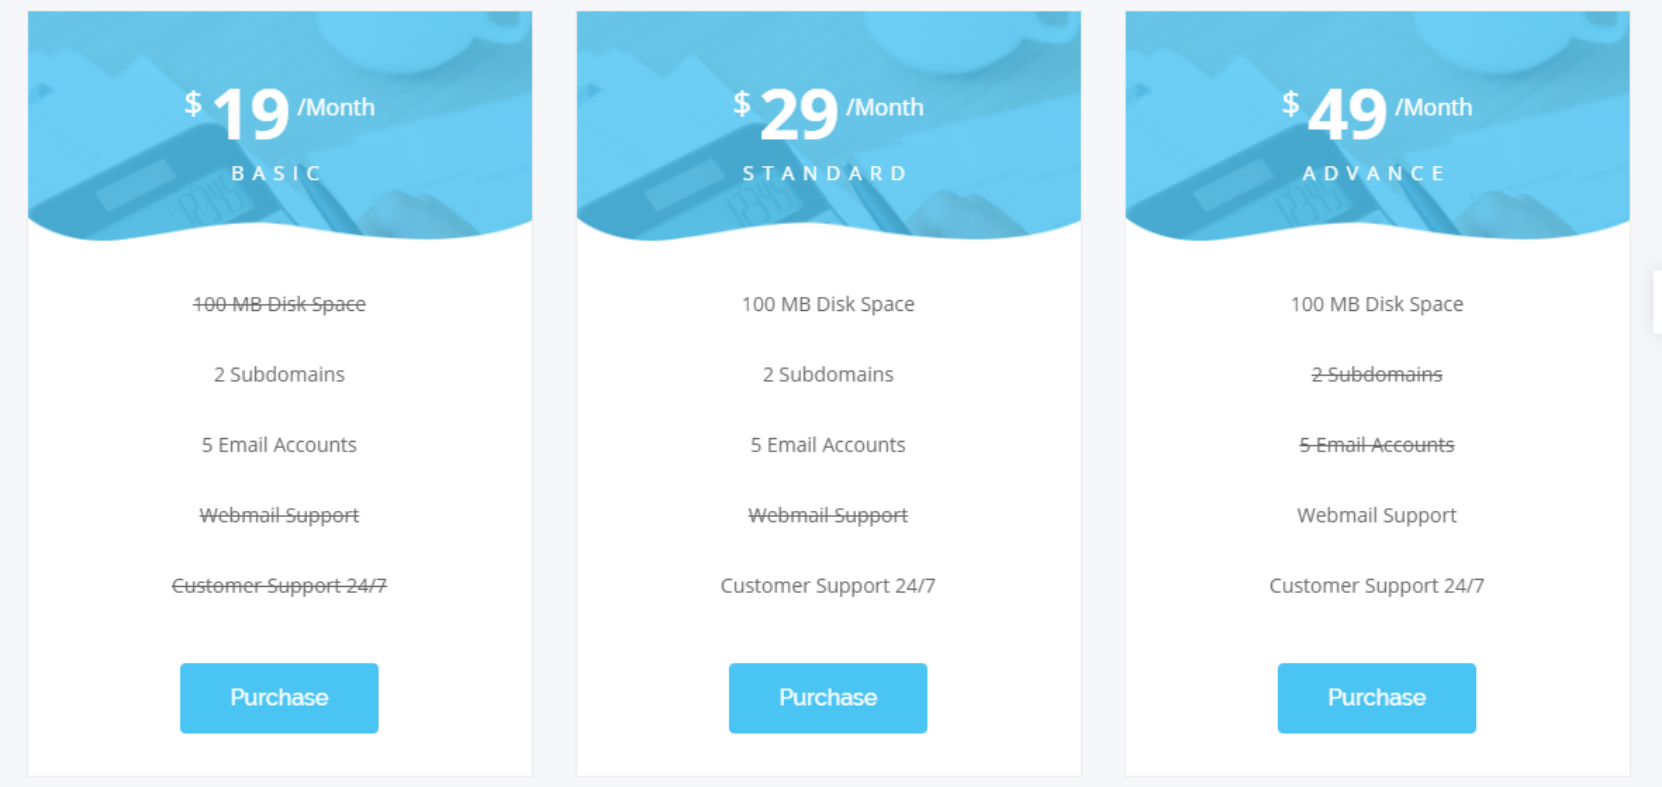 $ 19 /Month
BASIC
100 MB Disk Space
2 Subdomains
5 Email Accounts
Webmail Support
Customer Support 24/7
Purchase
$ 29 /Month
STANDARD
100 MB Disk Space
2 Subdomains
5 Email Accounts
Webmail Support
Customer Support 24/7
Purchase
$ 49 /Month
ADVANCE
100 MB Disk Space
2 Subdomains
5 Email Accounts
Webmail Support
Customer Support 24/7
Purchase